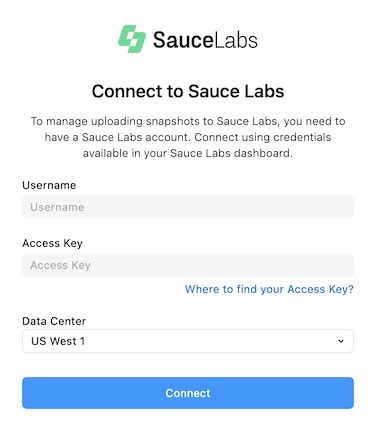 SauceLabs
Connect to Sauce Labs
To manage uploading snapshots to Sauce Labs, you need to
have a Sauce Labs account. Connect using credentials
available in your Sauce Labs dashboard.
Username
Username
Access Key
Access Key
Where to find your Access Key?
Data Center
US West 1
Connect